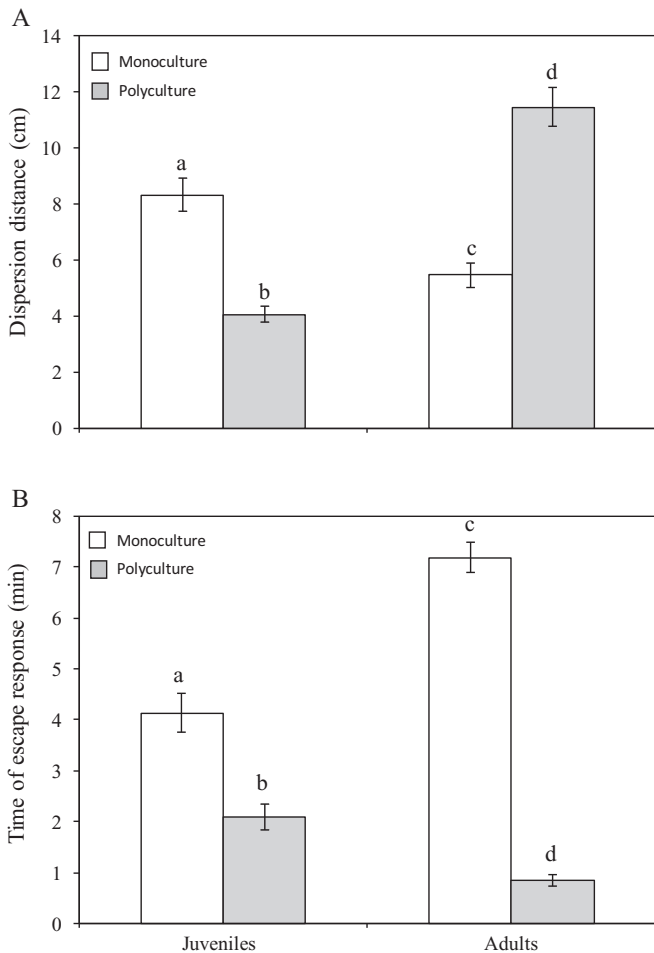 A
14
12
10
8
6
4
2
0
Dispersion distance (cm)
Monoculture
Polyculture
a
b
c
d
B
8
7
6
5
4
3
2
1
0
Time of escape response (min)
Monoculture
Polyculture
a
b
c
d
Juveniles
Adults